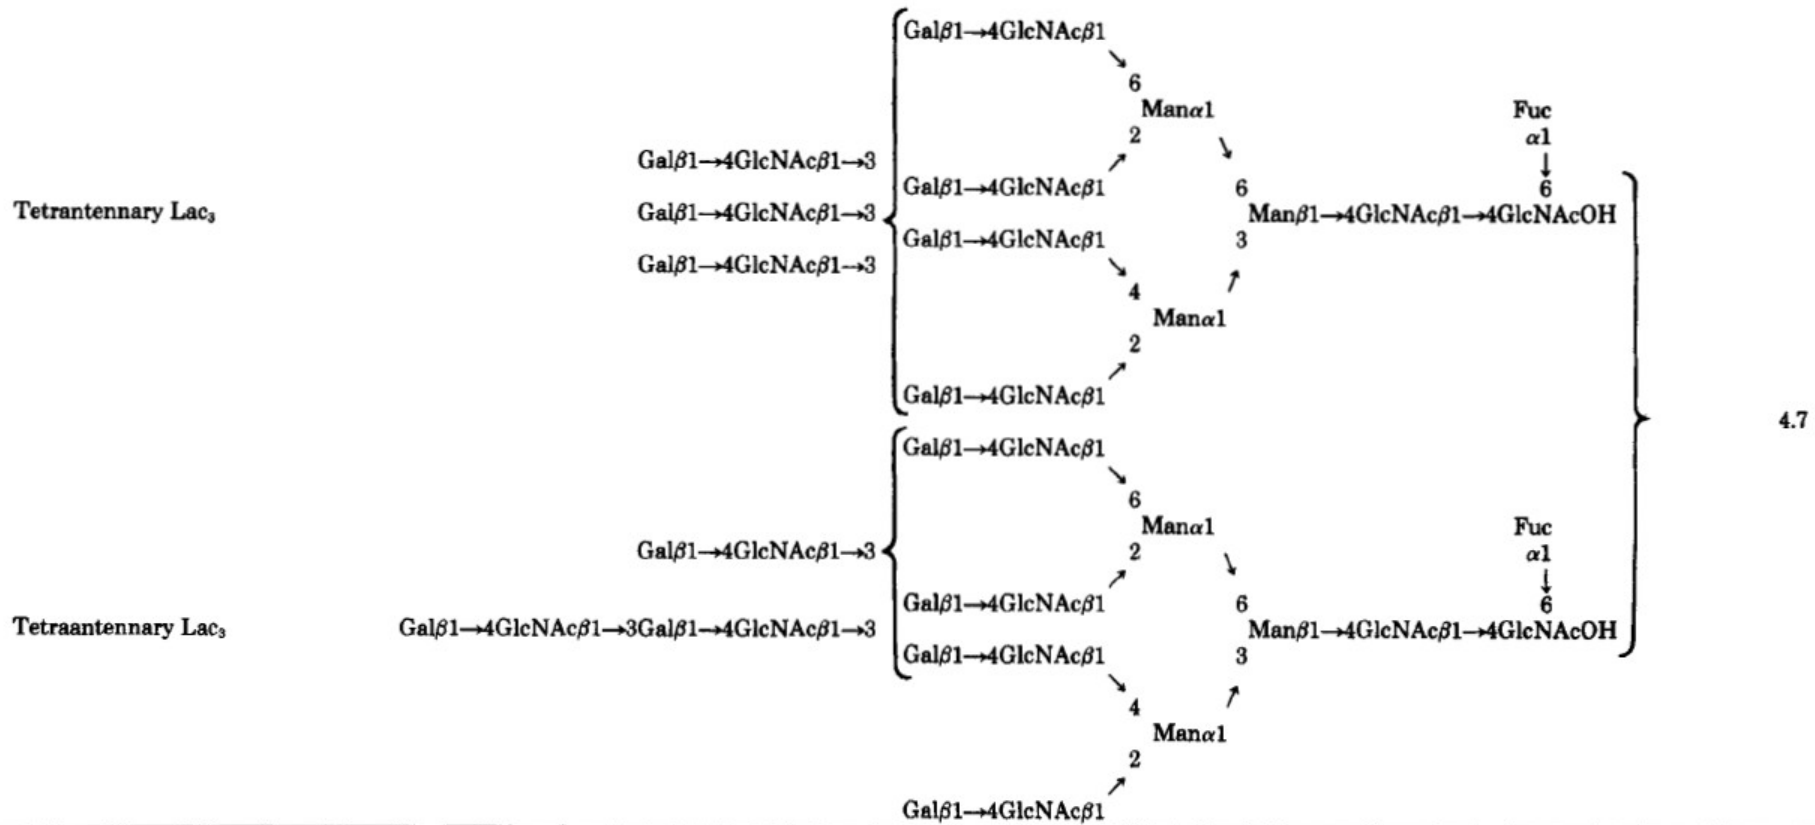 Galβ1→4GlcNAcβ1
↘
6
Manα1 Fuc
2 α1
Galβ1→4GlcNAcβ1→3 ↗ ↘ ↓
Galβ1→4GlcNAcβ1 6 6
Tetrantennary Lac₃ Galβ1→4GlcNAcβ1→3 Manβ1→4GlcNAcβ1→4GlcNAcOH
Galβ1→4GlcNAcβ1 3
Galβ1→4GlcNAcβ1→3 ↘ ↗
4
Manα1
2
↗
Galβ1→4GlcNAcβ1
4.7
Galβ1→4GlcNAcβ1
↘
6
Manα1 Fuc
Galβ1→4GlcNAcβ1→3 2 α1
↗ ↘ ↓
Galβ1→4GlcNAcβ1 6 6
Tetraantennary Lac₃ Galβ1→4GlcNAcβ1→3Galβ1→4GlcNAcβ1→3 Manβ1→4GlcNAcβ1→4GlcNAcOH
Galβ1→4GlcNAcβ1 3
↘ ↗
4
Manα1
2
↗
Galβ1→4GlcNAcβ1